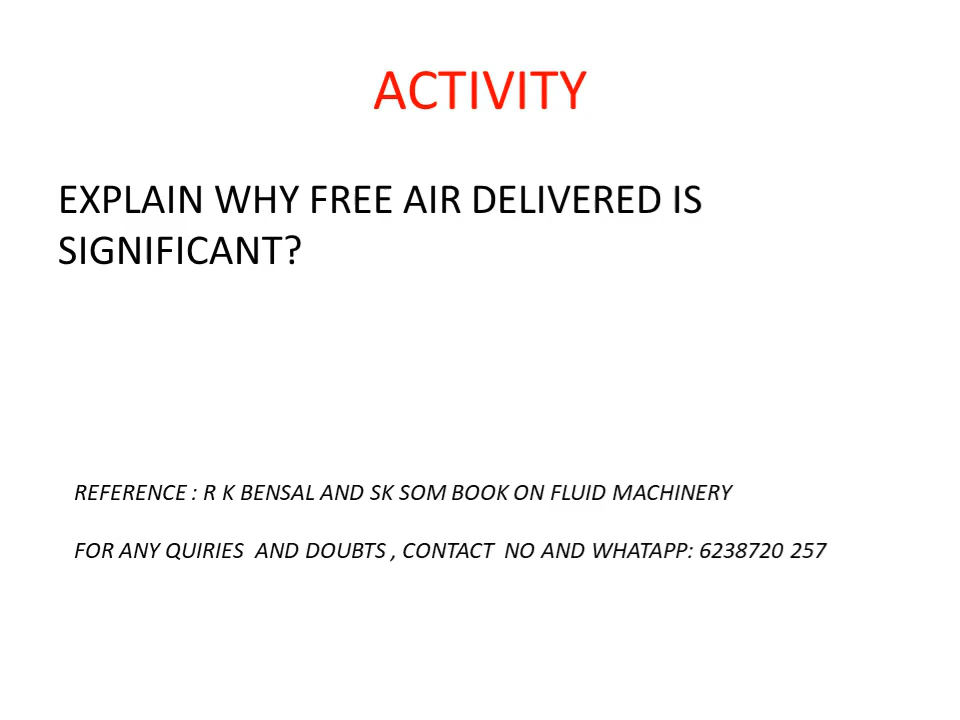 ACTIVITY
EXPLAIN WHY FREE AIR DELIVERED IS
SIGNIFICANT?
REFERENCE : R K BENSAL AND SK SOM BOOK ON FLUID MACHINERY
FOR ANY QUIRIES  AND DOUBTS , CONTACT  NO AND WHATAPP: 6238720 257